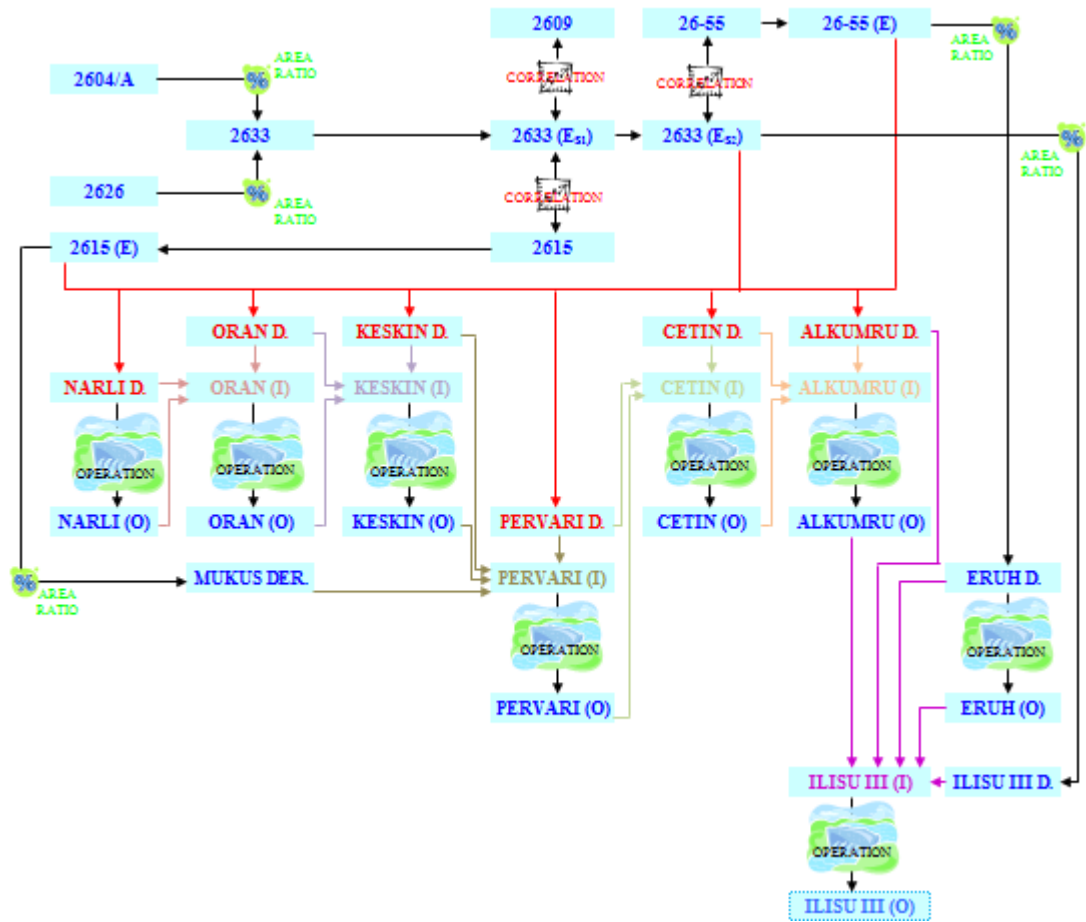 2609
26-55
26-55 (E)
AREA
RATIO
2604/A
AREA
RATIO
CORRELATION
CORRELATION
2633
2633 (E_S1)
2633 (E_S2)
AREA
RATIO
2626
AREA
RATIO
CORRELATION
2615 (E)
2615
ORAN D.
KESKIN D.
CETIN D.
ALKUMRU D.
NARLI D.
ORAN (I)
KESKIN (I)
CETIN (I)
ALKUMRU (I)
OPERATION
OPERATION
OPERATION
OPERATION
OPERATION
NARLI (O)
ORAN (O)
KESKIN (O)
PERVARI D.
CETIN (O)
ALKUMRU (O)
AREA
RATIO
MUKUS DER.
PERVARI (I)
ERUH D.
OPERATION
OPERATION
PERVARI (O)
ERUH (O)
ILISU III (I)
ILISU III D.
OPERATION
ILISU III (O)